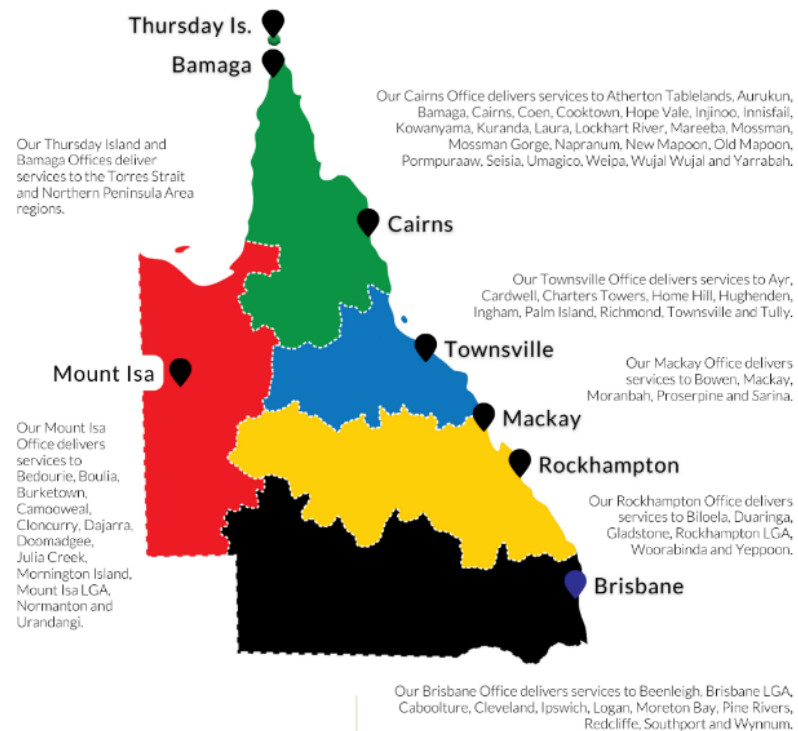 Thursday Is.
Bamaga
Our Cairns Office delivers services to Atherton Tablelands, Aurukun,
Bamaga, Cairns, Coen, Cooktown, Hope Vale, Injinoo, Innisfail,
Kowanyama, Kuranda, Laura, Lockhart River, Mareeba, Mossman,
Mossman Gorge, Napranum, New Mapoon, Old Mapoon,
Pormpuraaw, Seisia, Umagico, Weipa, Wujal Wujal and Yarrabah.
Our Thursday Island and
Bamaga Offices deliver
services to the Torres Strait
and Northern Peninsula Area
regions.
Cairns
Our Townsville Office delivers services to Ayr,
Cardwell, Charters Towers, Home Hill, Hughenden,
Ingham, Palm Island, Richmond, Townsville and Tully.
Townsville
Mount Isa
Our Mackay Office delivers
services to Bowen, Mackay,
Moranbah, Proserpine and Sarina.
Mackay
Our Mount Isa
Office delivers
services to
Bedourie, Boulia,
Burketown,
Camooweal,
Cloncurry, Dajarra,
Doomadgee,
Julia Creek,
Mornington Island,
Mount Isa LGA,
Normanton and
Urandangi.
Rockhampton
Our Rockhampton Office delivers
services to Biloela, Duaringa,
Gladstone, Rockhampton LGA,
Woorabinda and Yeppoon.
Brisbane
Our Brisbane Office delivers services to Beenleigh, Brisbane LGA,
Caboolture, Cleveland, Ipswich, Logan, Moreton Bay, Pine Rivers,
Redcliffe, Southport and Wynnum.